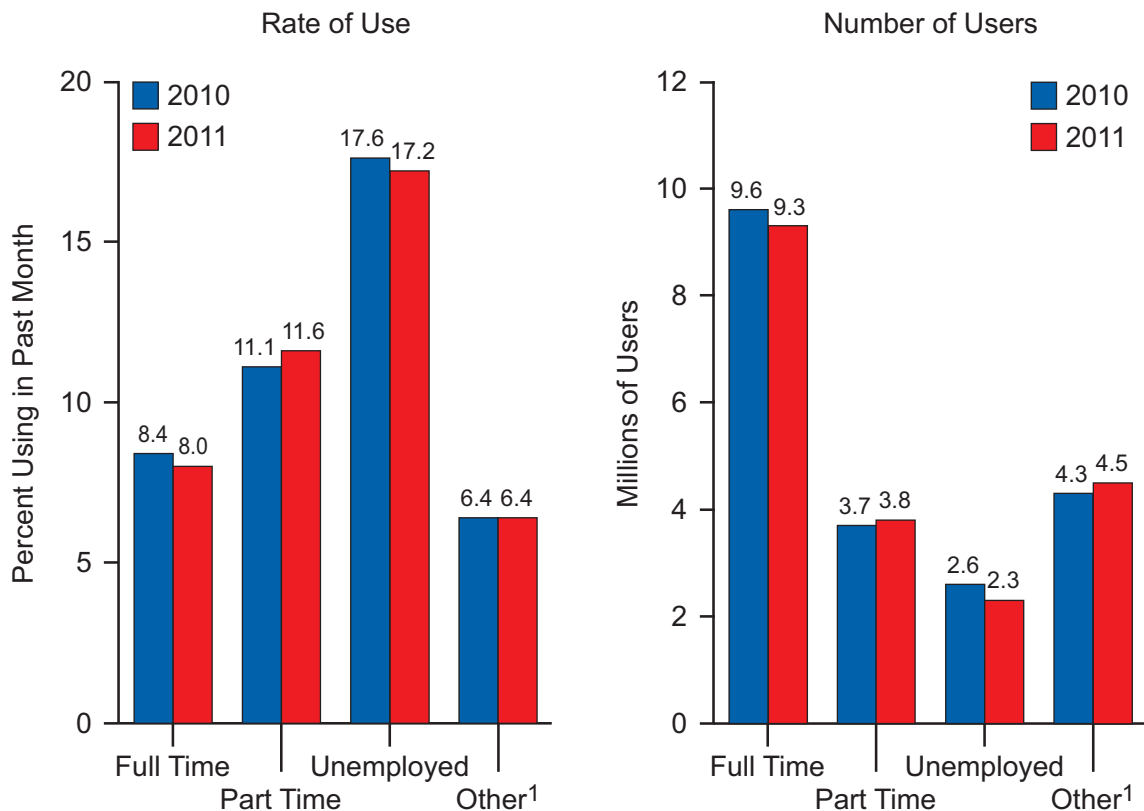 Rate of Use
20
15
10
5
0
Percent Using in Past Month
2010
2011
8.4
8.0
11.1
11.6
17.6
17.2
6.4
6.4
Full Time
Part Time
Unemployed
Other1
Number of Users
12
10
8
6
4
2
0
Millions of Users
2010
2011
9.6
9.3
3.7
3.8
2.6
2.3
4.3
4.5
Full Time
Part Time
Unemployed
Other1